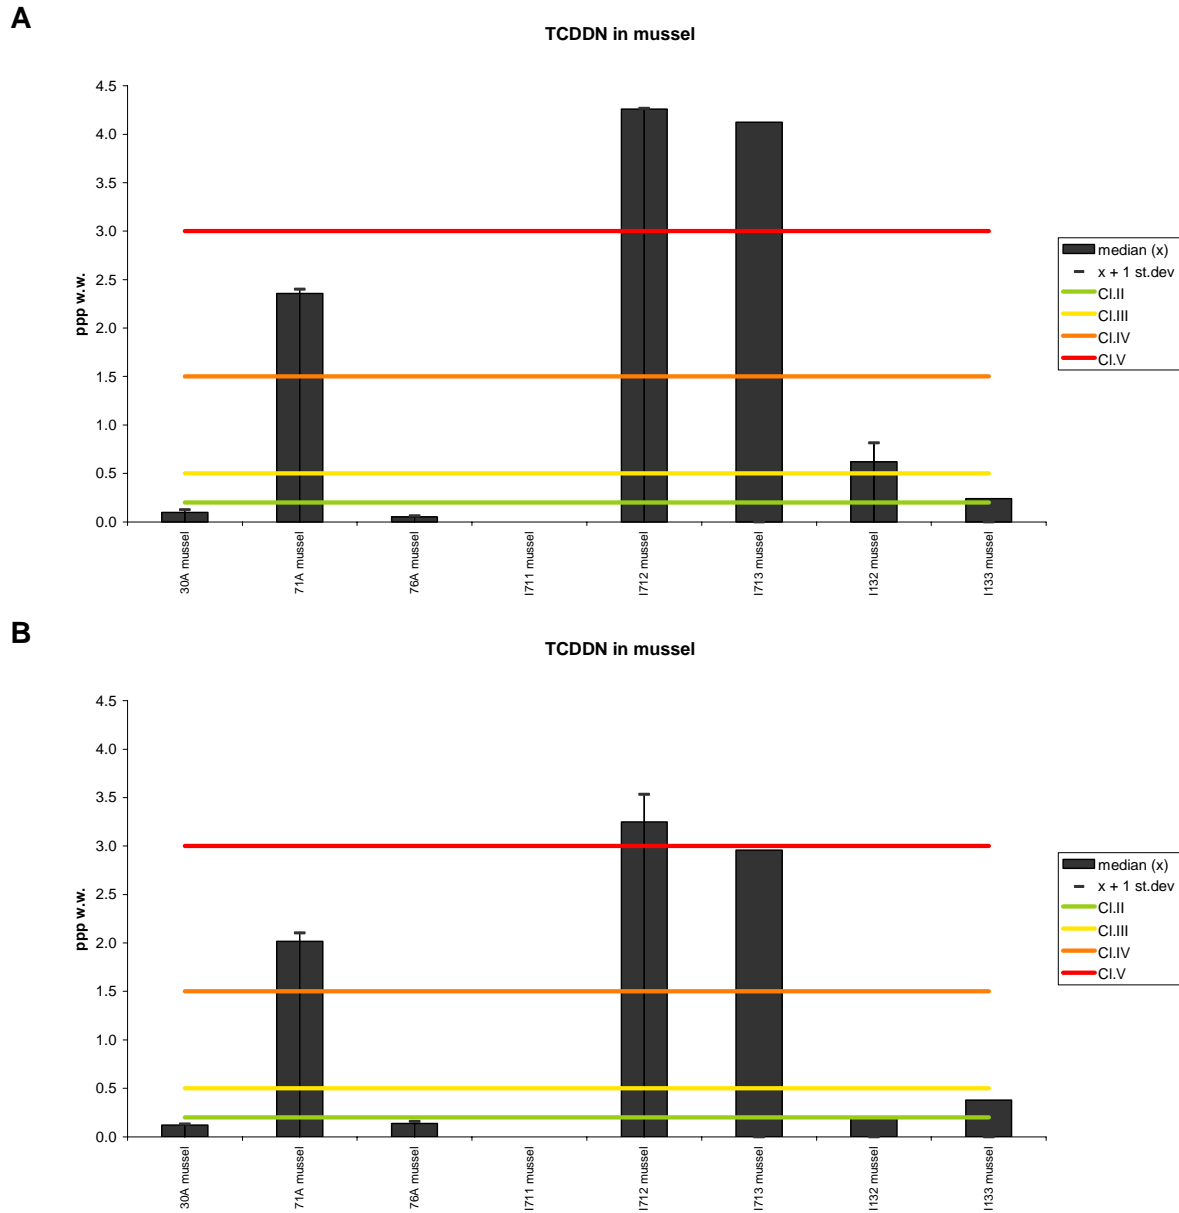 A
TCDDN in mussel
4.5
4.0
3.5
3.0
2.5
2.0
1.5
1.0
0.5
0.0
ppp w.w.
30A mussel
71A mussel
76A mussel
I711 mussel
I712 mussel
I713 mussel
I132 mussel
I133 mussel
median (x)
x + 1 st.dev
Cl.II
Cl.III
Cl.IV
Cl.V
B
TCDDN in mussel
4.5
4.0
3.5
3.0
2.5
2.0
1.5
1.0
0.5
0.0
ppp w.w.
30A mussel
71A mussel
76A mussel
I711 mussel
I712 mussel
I713 mussel
I132 mussel
I133 mussel
median (x)
x + 1 st.dev
Cl.II
Cl.III
Cl.IV
Cl.V